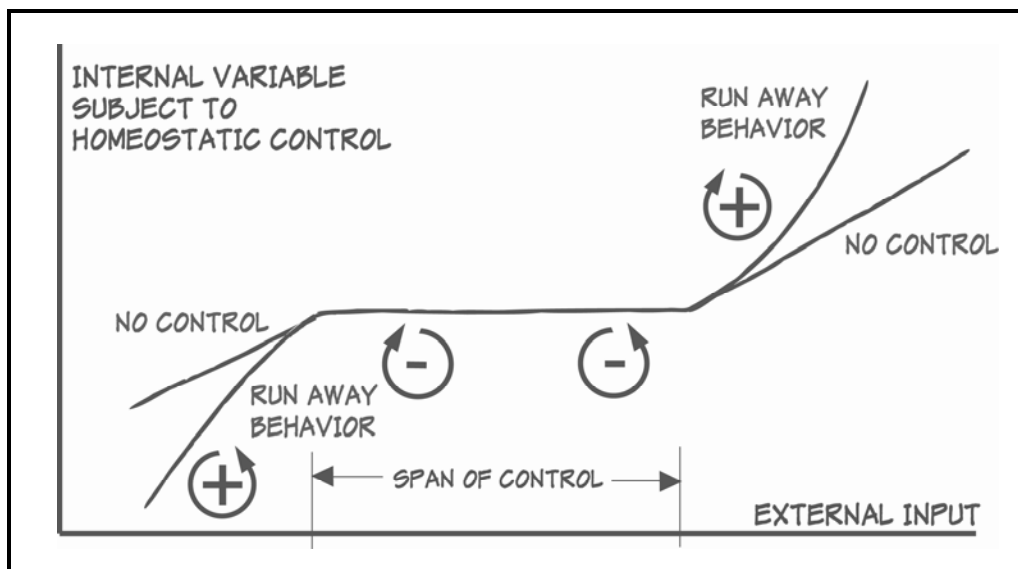 INTERNAL VARIABLE
SUBJECT TO
HOMEOSTATIC CONTROL
RUN AWAY
BEHAVIOR
+
NO CONTROL
NO CONTROL
-
-
RUN AWAY
BEHAVIOR
+
SPAN OF CONTROL
EXTERNAL INPUT